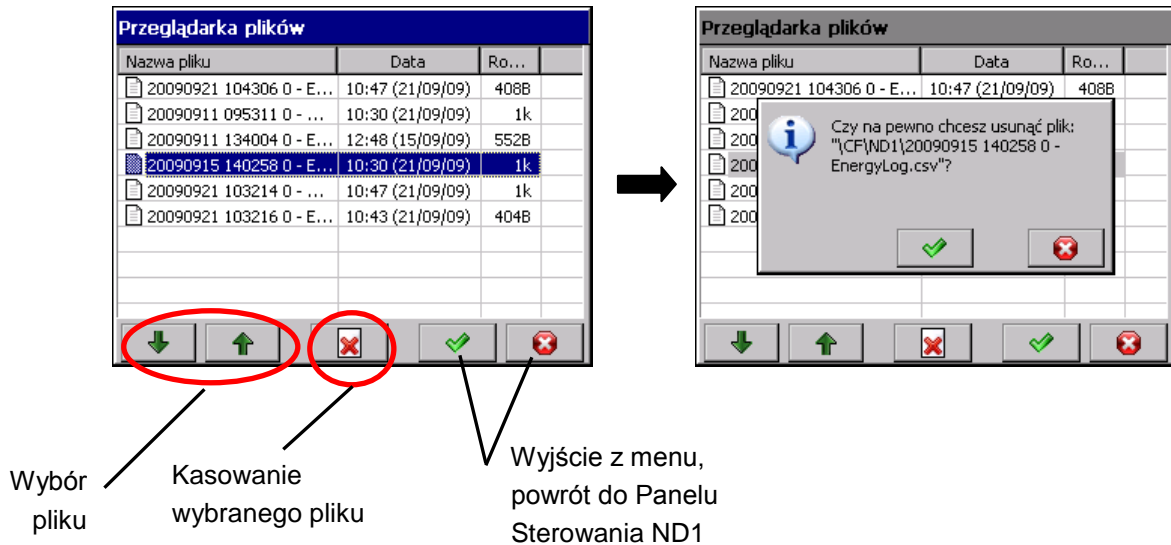 Przeglądarka plików
Nazwa pliku Data Ro...
20090921 104306 0 - E... 10:47 (21/09/09) 408B
20090911 095311 0 - ... 10:30 (21/09/09) 1k
20090911 134004 0 - E... 12:48 (15/09/09) 552B
20090915 140258 0 - E... 10:30 (21/09/09) 1k
20090921 103214 0 - ... 10:47 (21/09/09) 1k
20090921 103216 0 - E... 10:43 (21/09/09) 404B
Przeglądarka plików
Nazwa pliku Data Ro...
20090921 104306 0 - E... 10:47 (21/09/09) 408B
200
200
200
200
200
Czy na pewno chcesz usunąć plik:
"\CF\ND1\20090915 140258 0 -
EnergyLog.csv"?
Wybór
pliku
Kasowanie
wybranego pliku
Wyjście z menu,
powrót do Panelu
Sterowania ND1